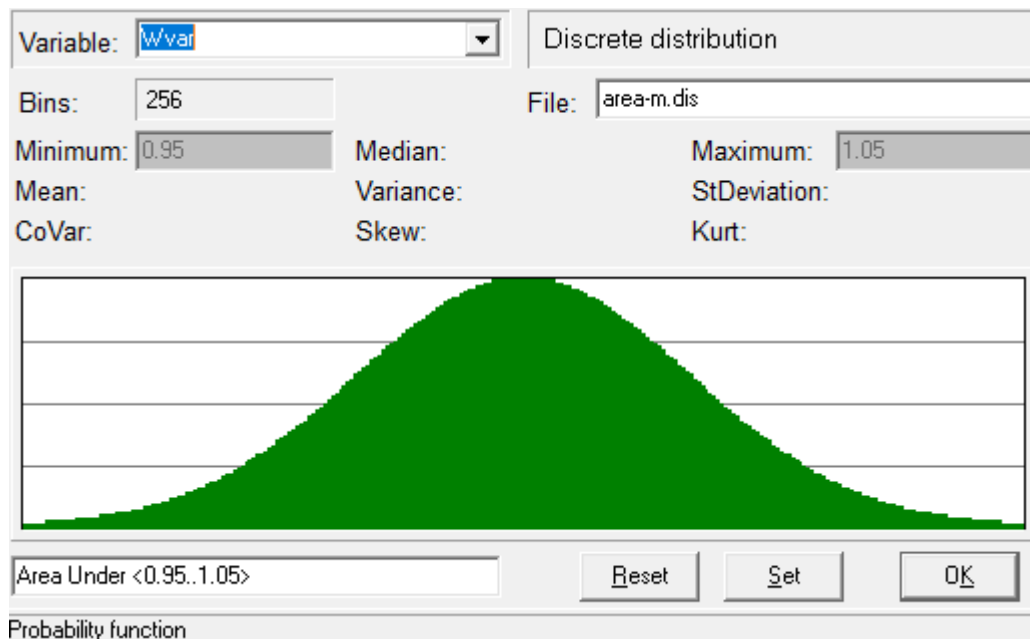 Variable: Wvar Discrete distribution
Bins: 256 File: area-m.dis
Minimum: 0.95 Median: Maximum: 1.05
Mean: Variance: StDeviation:
CoVar: Skew: Kurt:
Area Under <0.95..1.05> Reset Set OK
Probability function